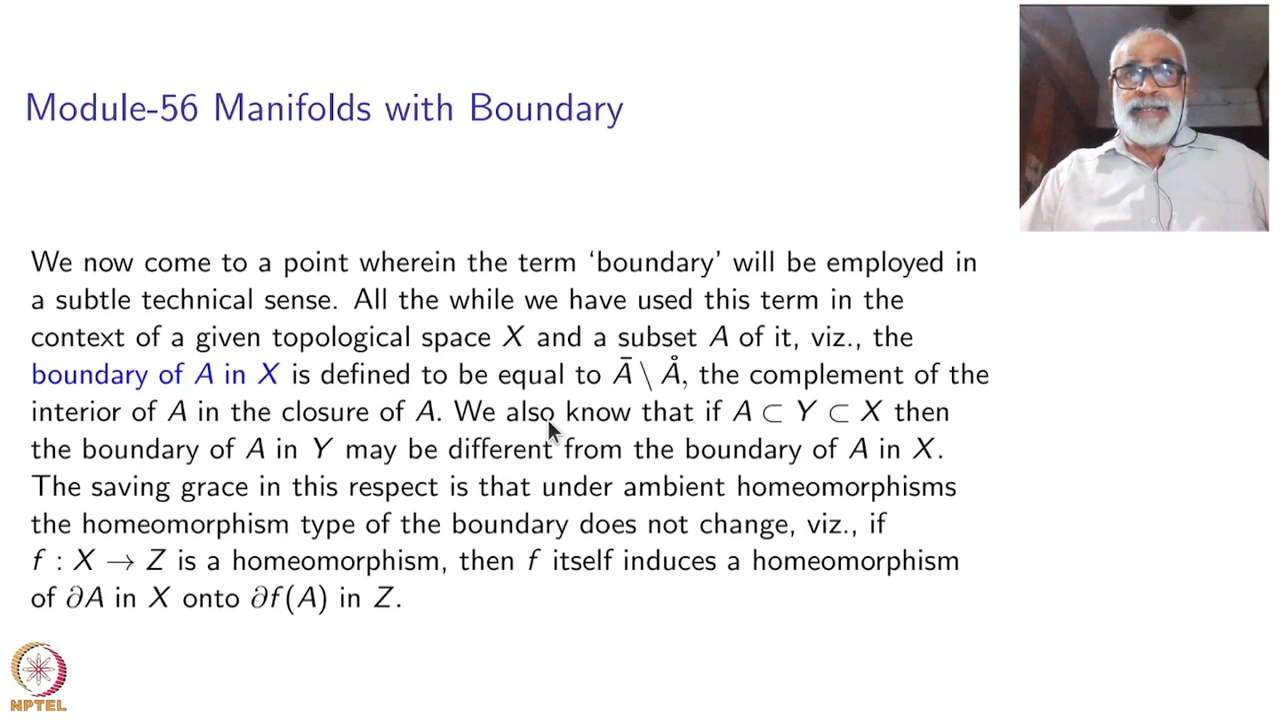 Module-56 Manifolds with Boundary
We now come to a point wherein the term ‘boundary’ will be employed in
a subtle technical sense. All the while we have used this term in the
context of a given topological space X and a subset A of it, viz., the
boundary of A in X is defined to be equal to Ā \ Å, the complement of the
interior of A in the closure of A. We also know that if A ⊂ Y ⊂ X then
the boundary of A in Y may be different from the boundary of A in X.
The saving grace in this respect is that under ambient homeomorphisms
the homeomorphism type of the boundary does not change, viz., if
f : X → Z is a homeomorphism, then f itself induces a homeomorphism
of ∂A in X onto ∂f(A) in Z.
NPTEL